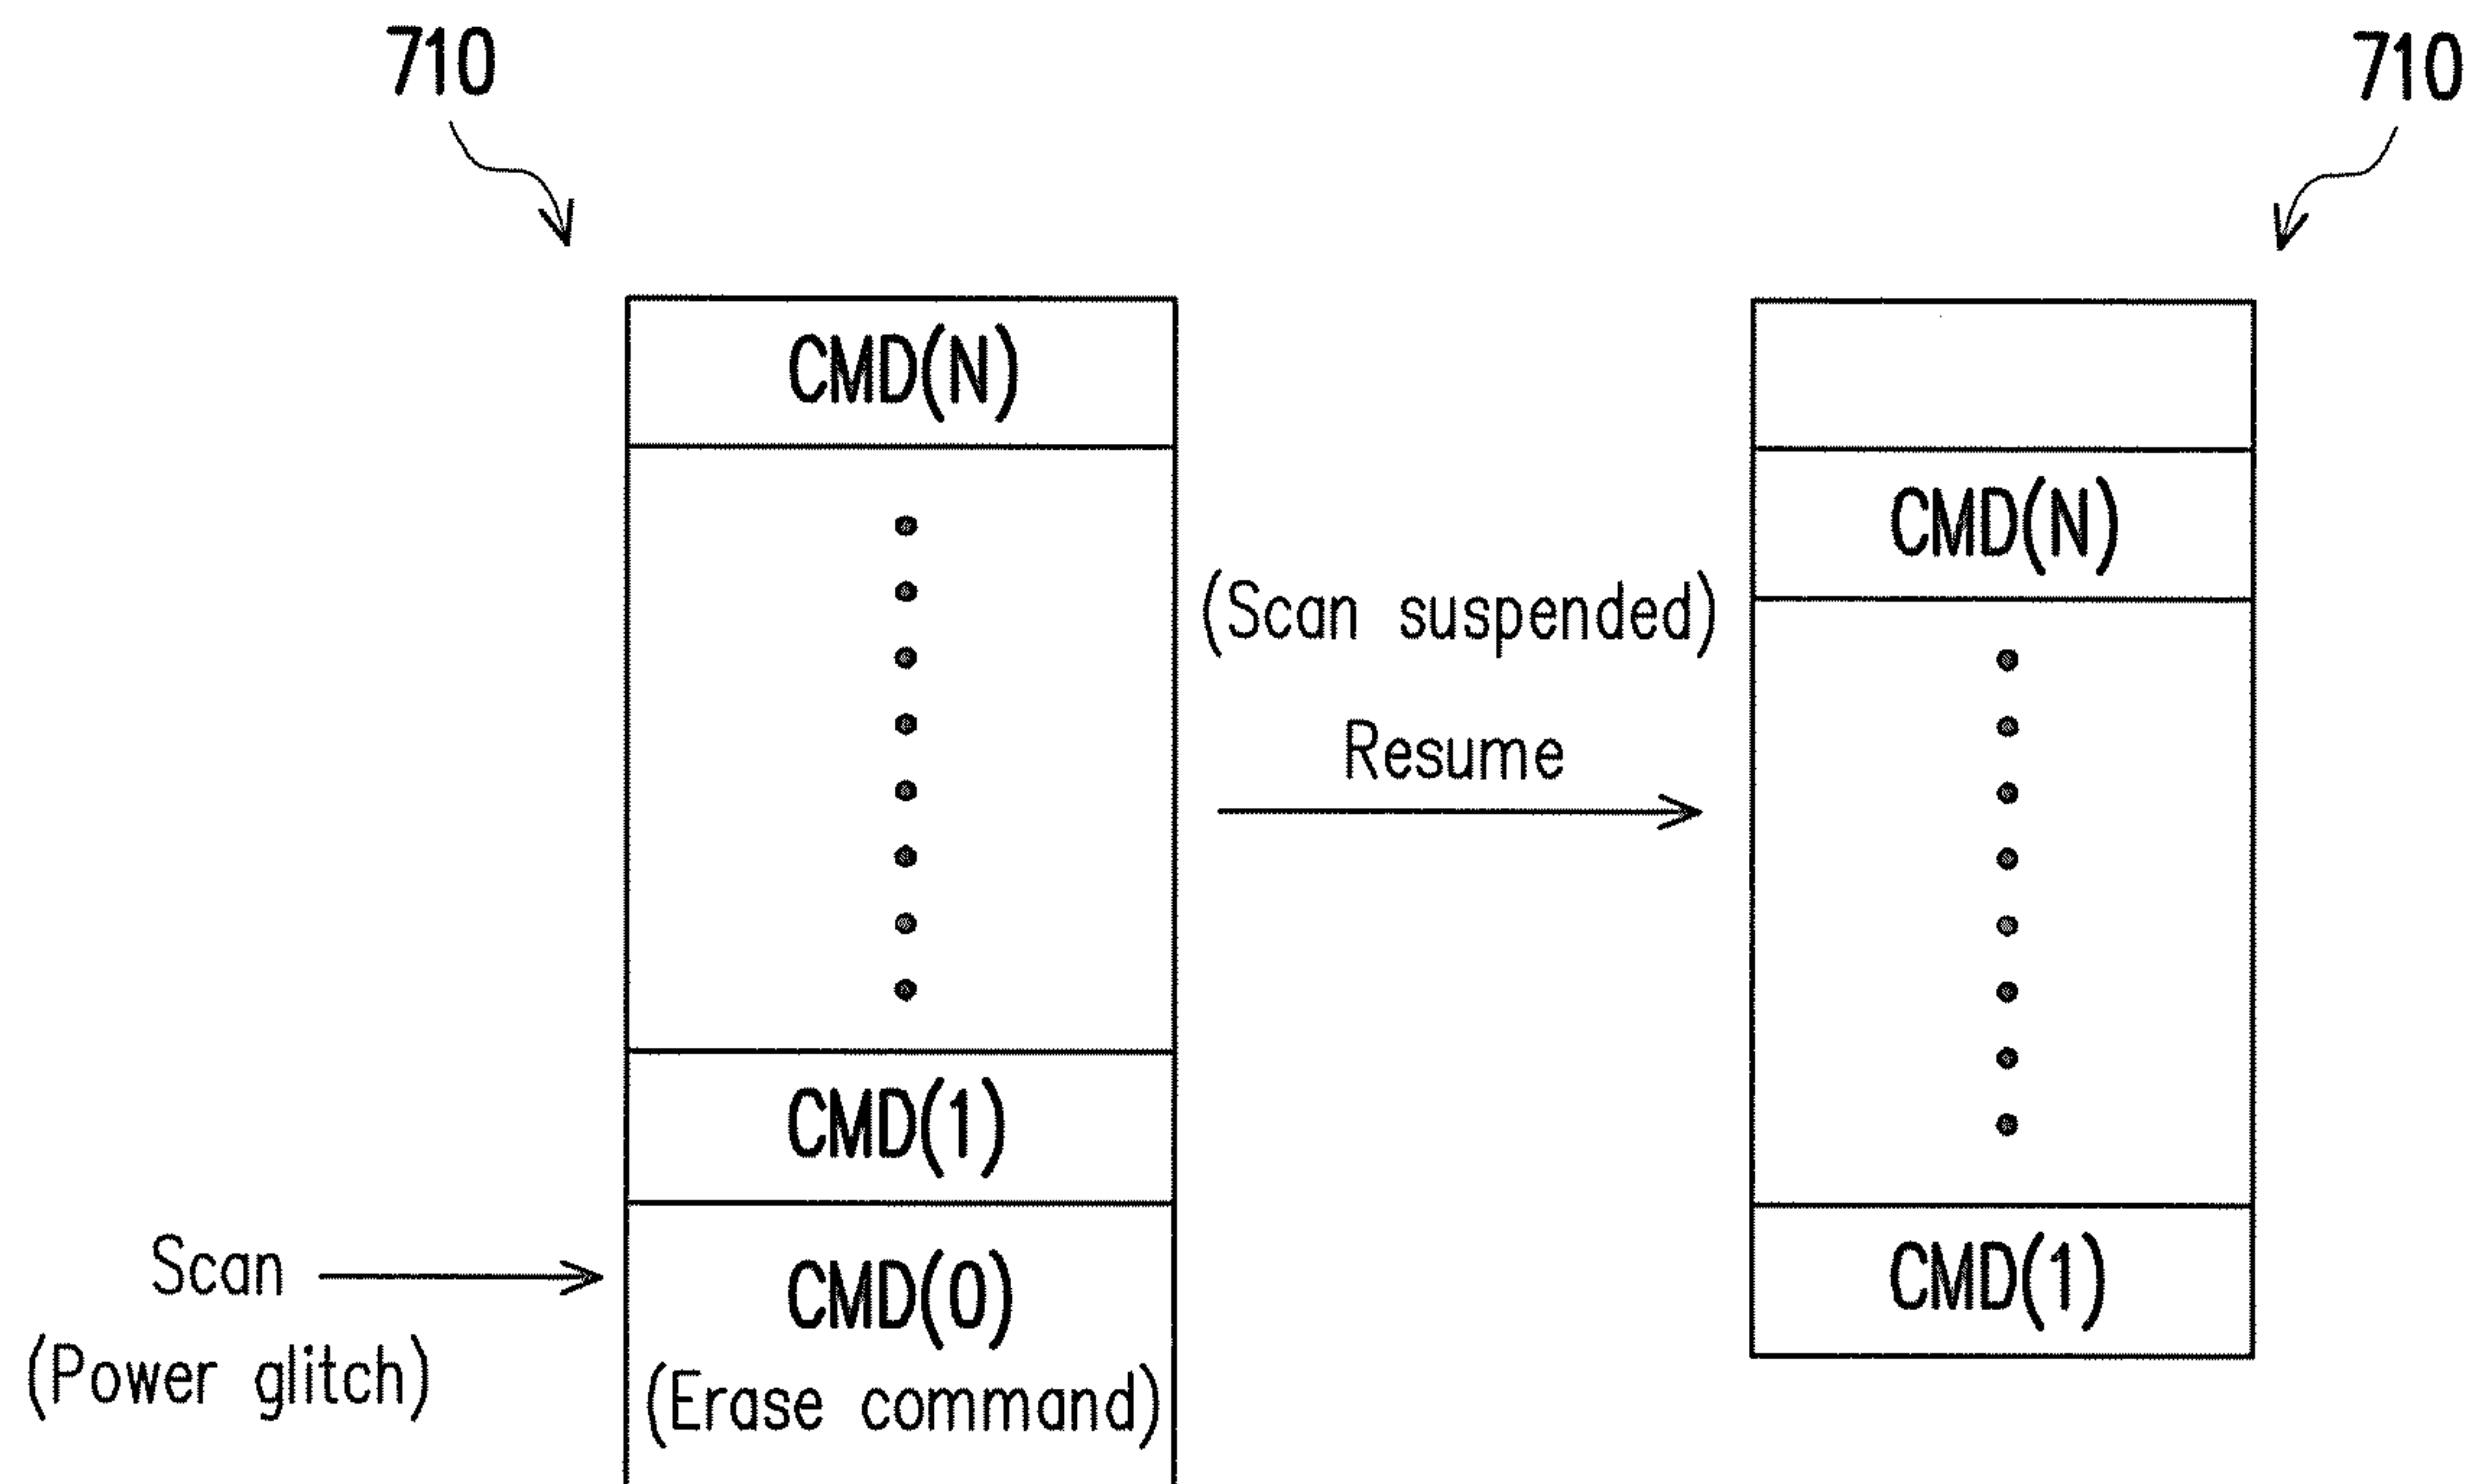 710
710
CMD(N)
CMD(N)
(Scan suspended)
Resume
CMD(1)
CMD(1)
Scan
CMD(0)
(Power glitch)
(Erase command)